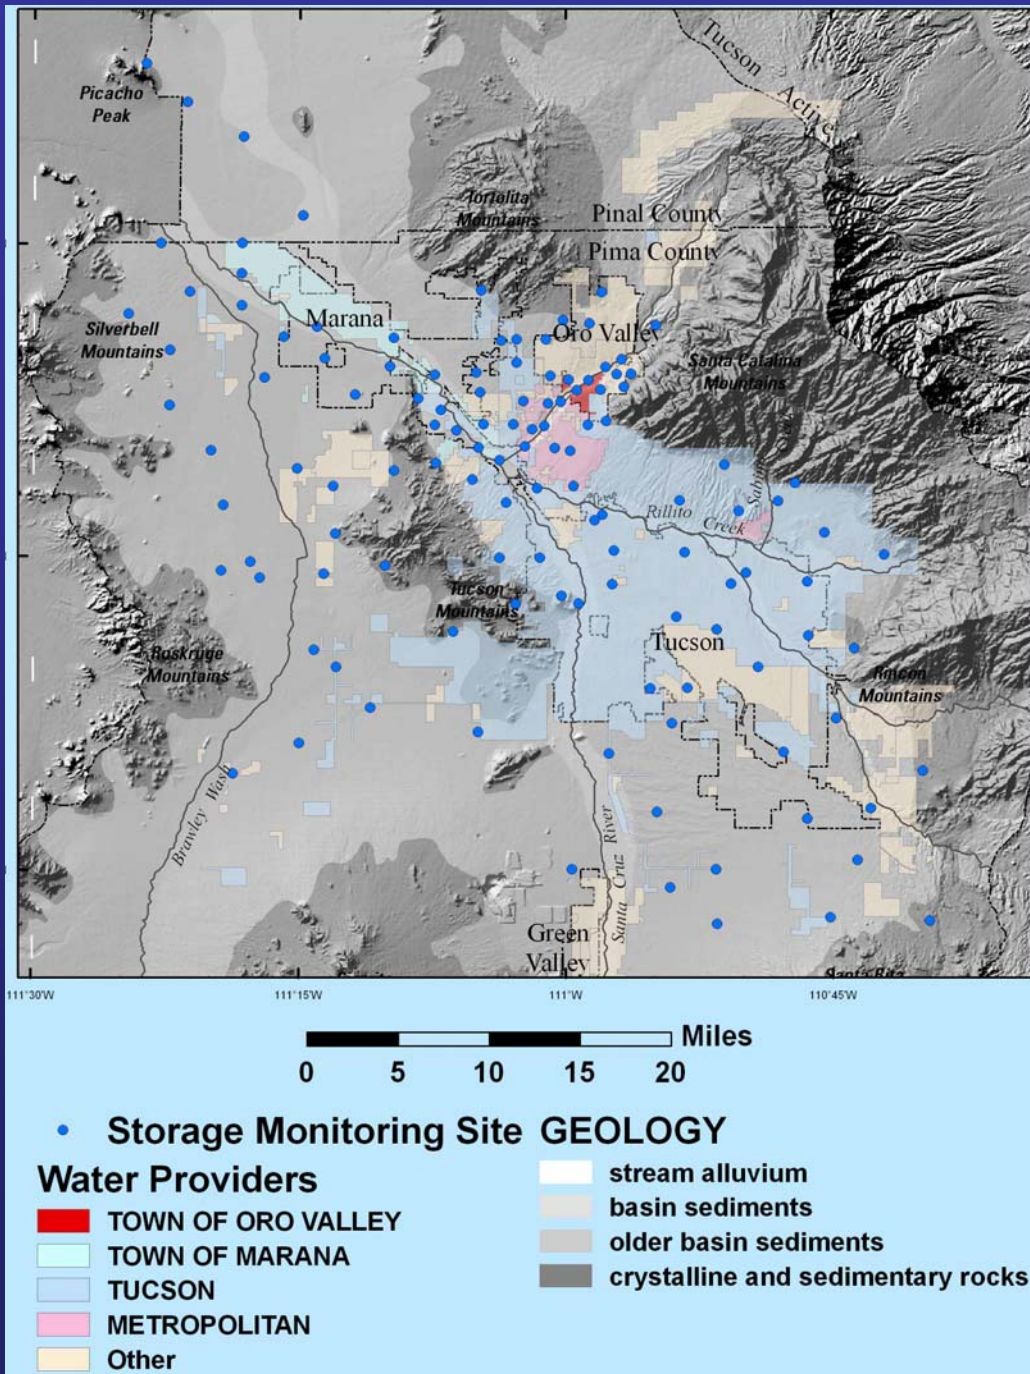 Tucson
Active
Picacho
Peak
Tortolita
Mountains
Pinal County
Pima County
Marana
Oro Valley
Silverbell
Mountains
Santa Catalina
Mountains
Rillito Creek
Tucson
Mountains
Tucson
Roskruge
Mountains
Rincon
Mountains
Brawley Wash
Santa Cruz River
Green
Valley
Santa Rita
111°30'W
111°15'W
111°W
110°45'W
Miles
0 5 10 15 20
Storage Monitoring Site
Water Providers
TOWN OF ORO VALLEY
TOWN OF MARANA
TUCSON
METROPOLITAN
Other
GEOLOGY
stream alluvium
basin sediments
older basin sediments
crystalline and sedimentary rocks